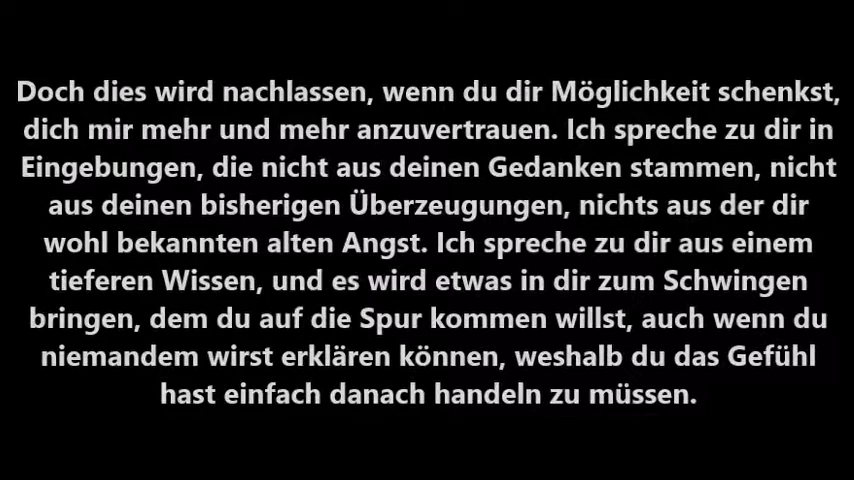 Doch dies wird nachlassen, wenn du dir Möglichkeit schenkst,
dich mir mehr und mehr anzuvertrauen. Ich spreche zu dir in
Eingebungen, die nicht aus deinen Gedanken stammen, nicht
aus deinen bisherigen Überzeugungen, nichts aus der dir
wohl bekannten alten Angst. Ich spreche zu dir aus einem
tieferen Wissen, und es wird etwas in dir zum Schwingen
bringen, dem du auf die Spur kommen willst, auch wenn du
niemandem wirst erklären können, weshalb du das Gefühl
hast einfach danach handeln zu müssen.